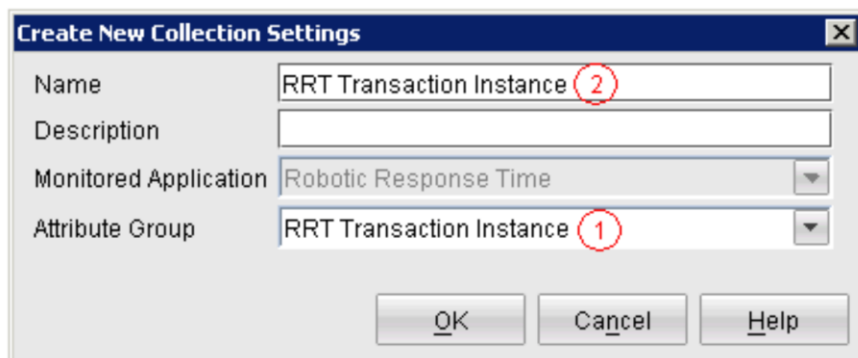 Create New Collection Settings
Name RRT Transaction Instance 2
Description
Monitored Application Robotic Response Time
Attribute Group RRT Transaction Instance 1
OK Cancel Help